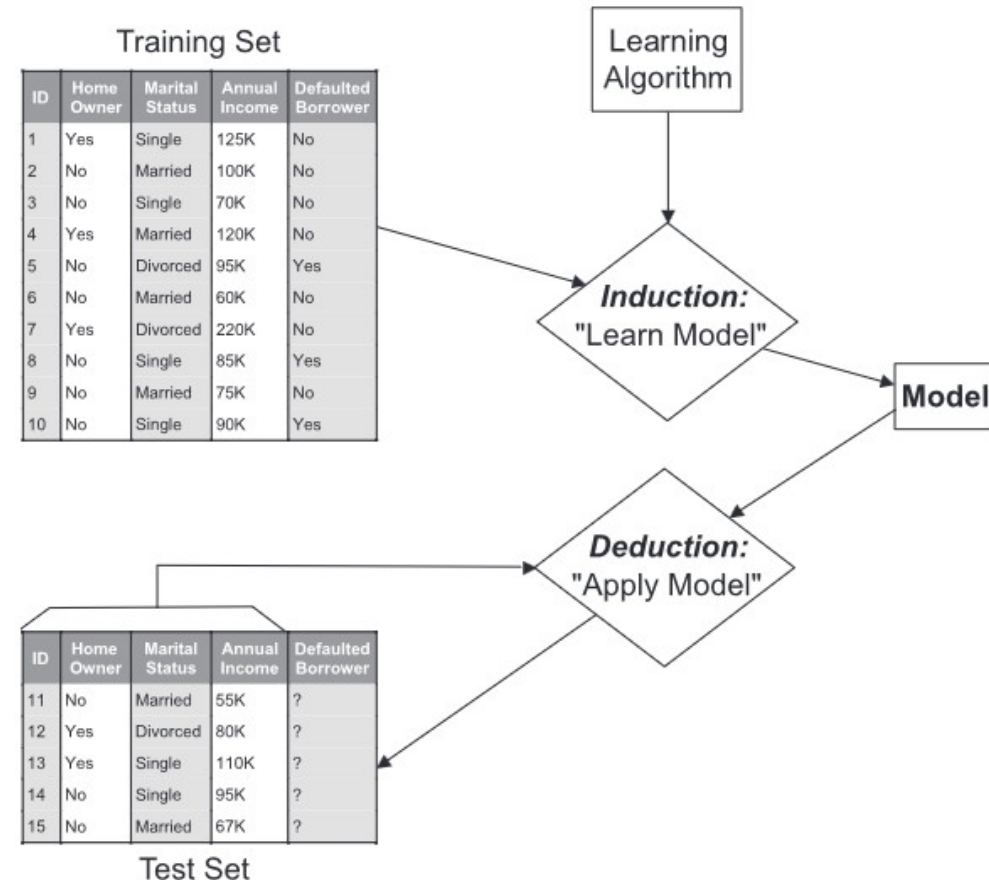 Training Set
ID Home Owner Marital Status Annual Income Defaulted Borrower
1 Yes Single 125K No
2 No Married 100K No
3 No Single 70K No
4 Yes Married 120K No
5 No Divorced 95K Yes
6 No Married 60K No
7 Yes Divorced 220K No
8 No Single 85K Yes
9 No Married 75K No
10 No Single 90K Yes
Learning
Algorithm
Induction:
"Learn Model"
Model
Deduction:
"Apply Model"
ID Home Owner Marital Status Annual Income Defaulted Borrower
11 No Married 55K ?
12 Yes Divorced 80K ?
13 Yes Single 110K ?
14 No Single 95K ?
15 No Married 67K ?
Test Set